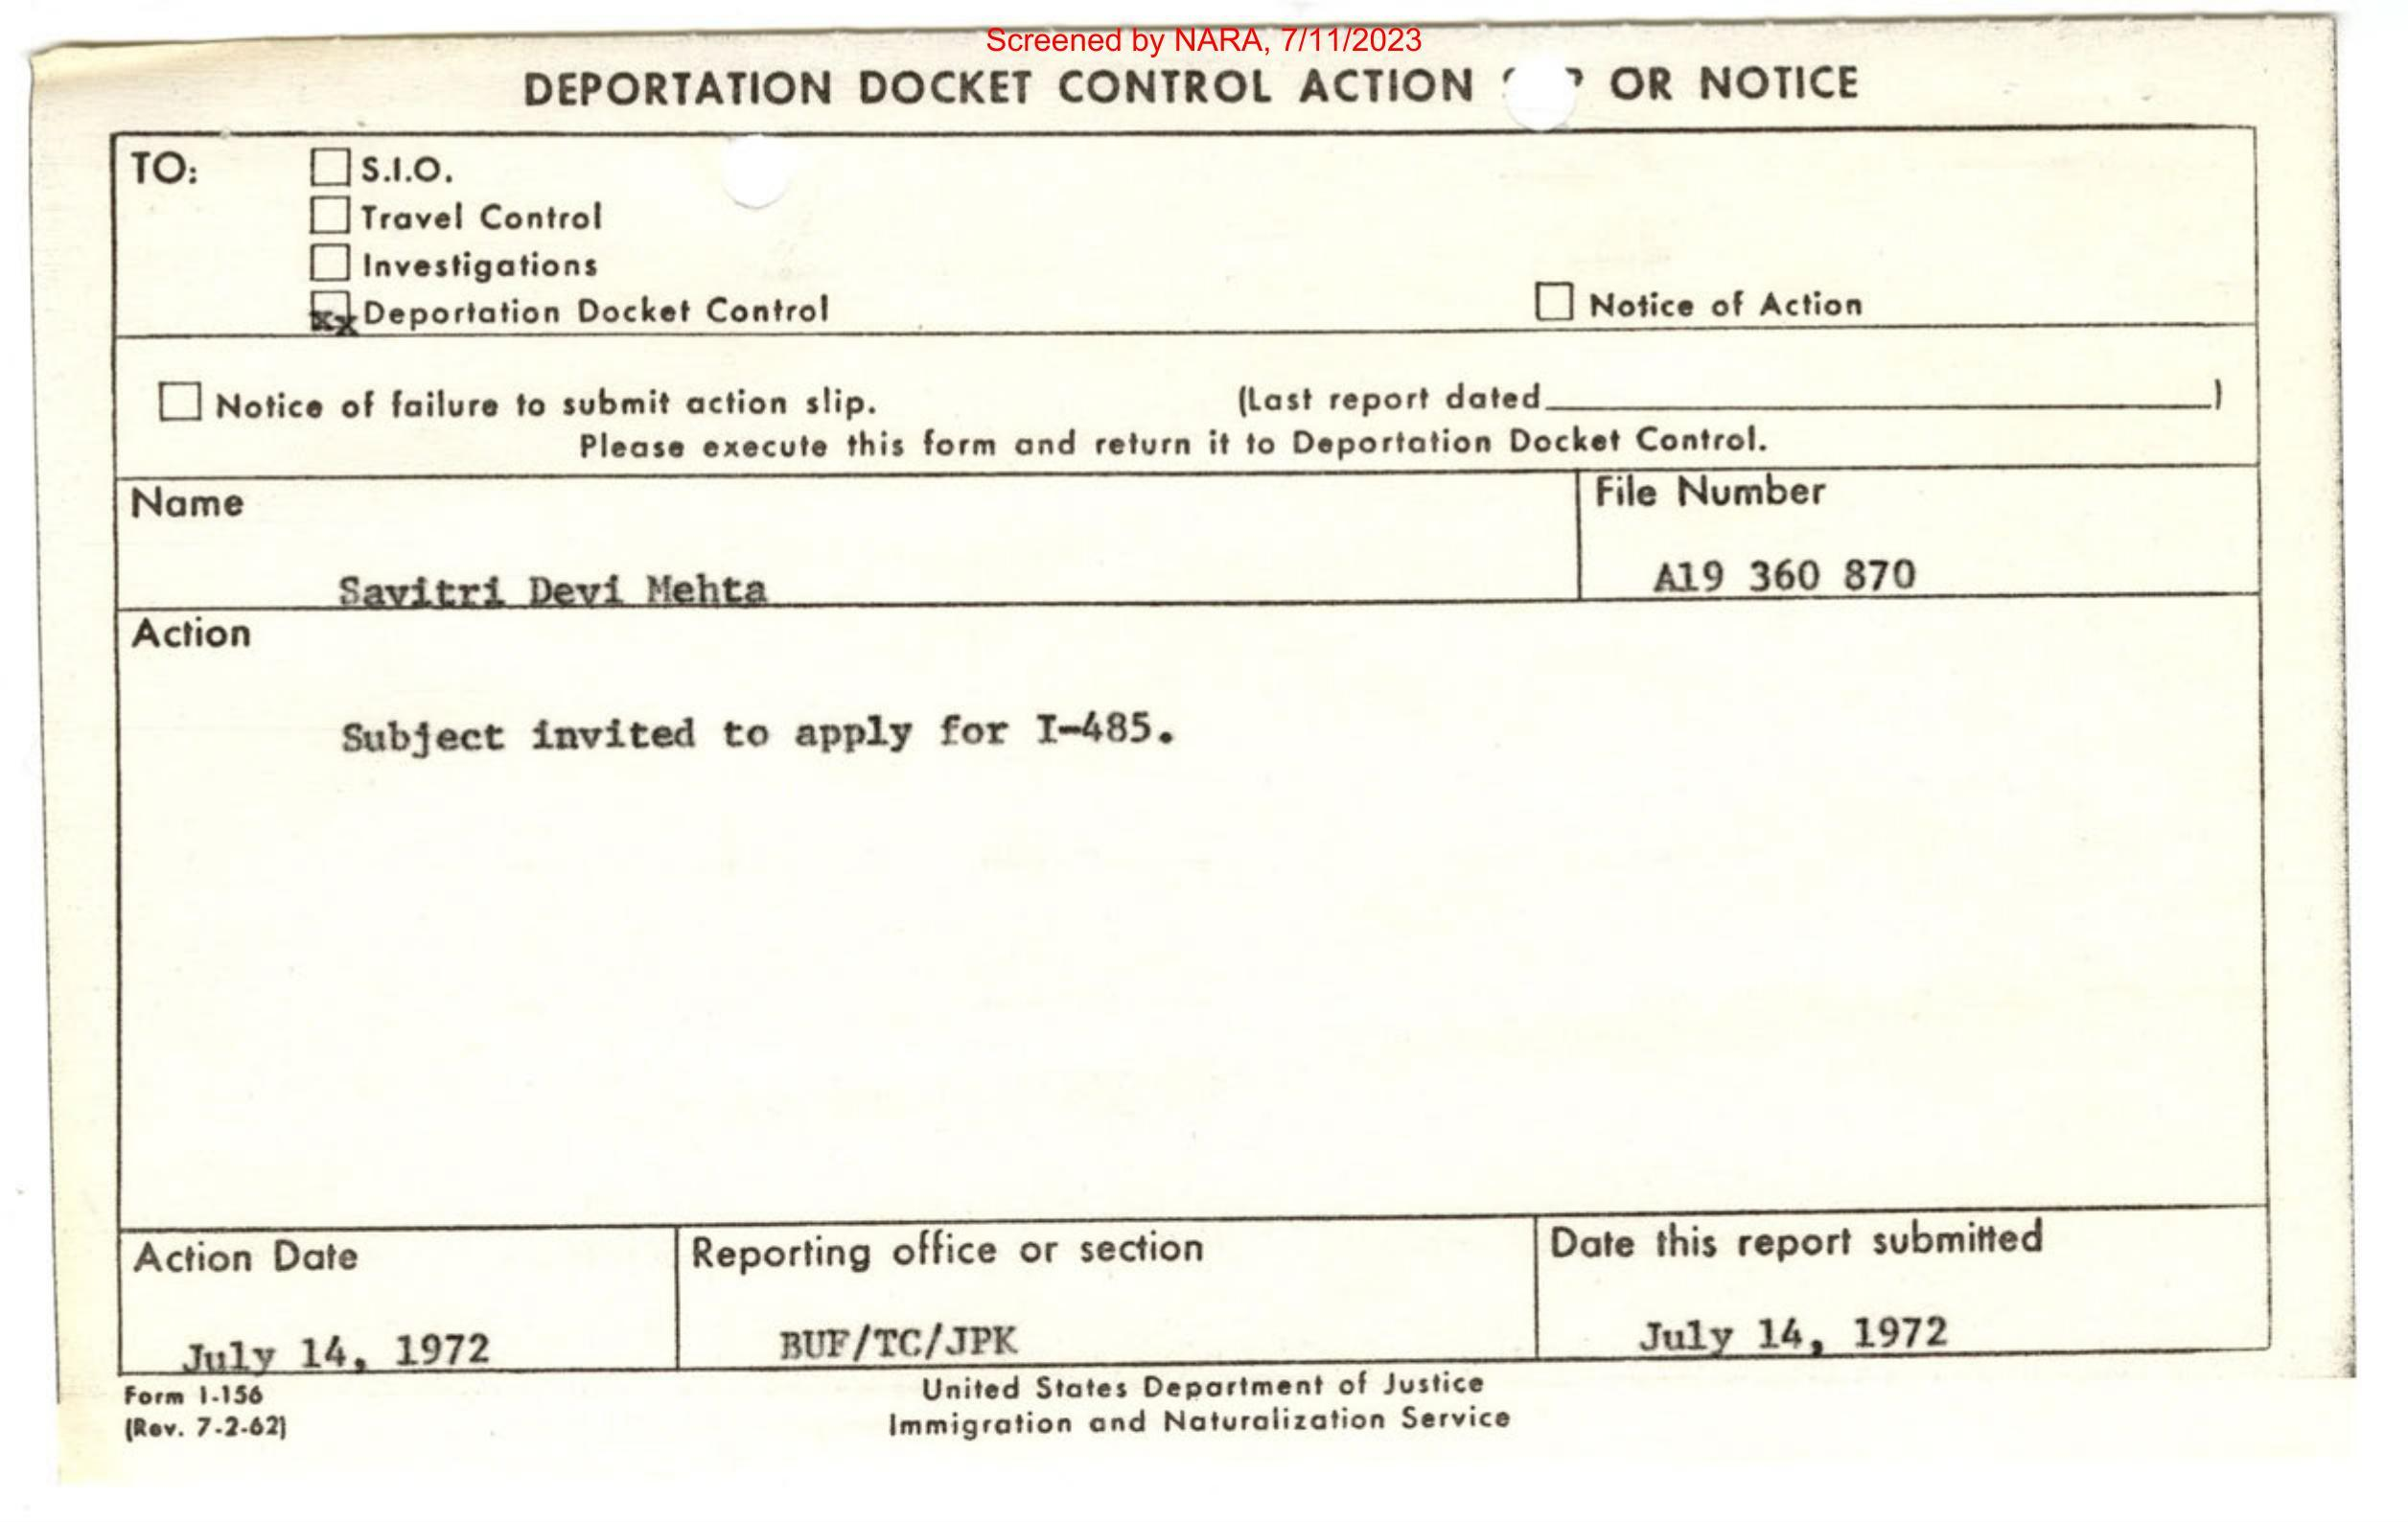 Screened by NARA, 7/11/2023
DEPORTATION DOCKET CONTROL ACTION OR NOTICE
TO:
S.I.O.
Travel Control
Investigations
xx Deportation Docket Control
Notice of Action
Notice of failure to submit action slip. (Last report dated )
Please execute this form and return it to Deportation Docket Control.
Name
File Number
Savitri Devi Mehta
A19 360 870
Action
Subject invited to apply for I-485.
Action Date
Reporting office or section
Date this report submitted
July 14, 1972
BUF/TC/JPK
July 14, 1972
Form I-156
(Rev. 7-2-62)
United States Department of Justice
Immigration and Naturalization Service